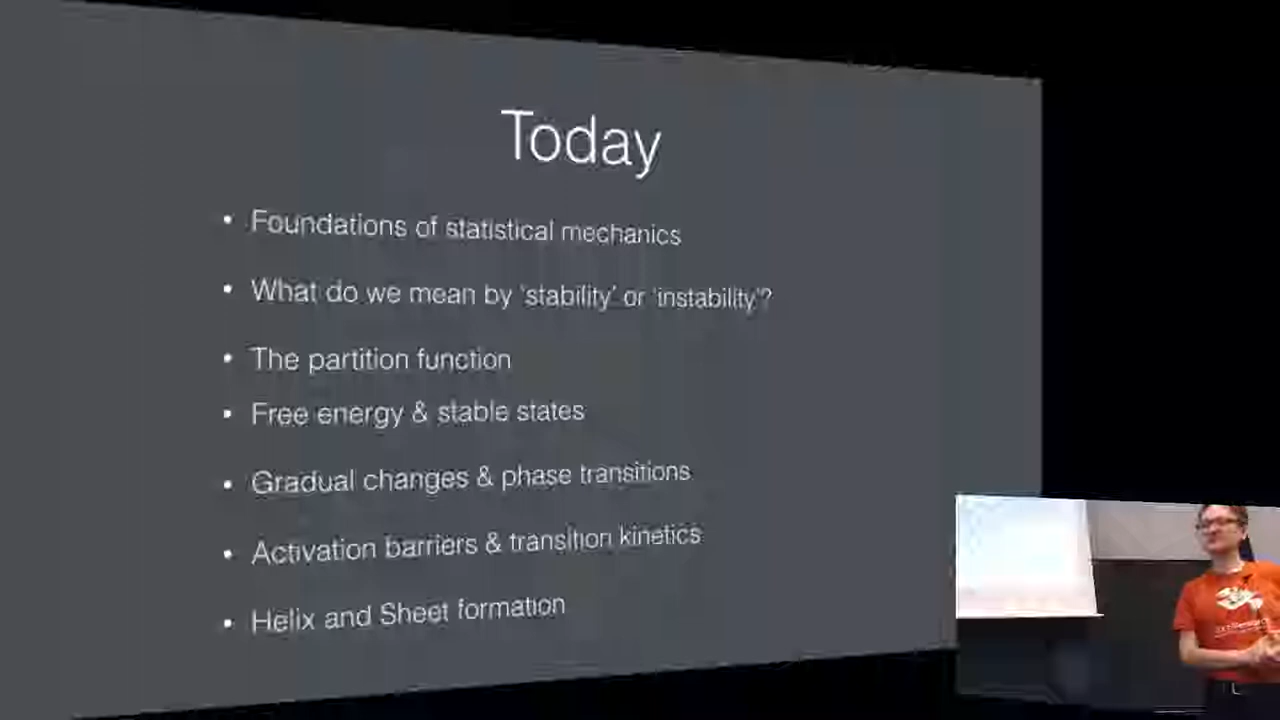 Today
• Foundations of statistical mechanics
• What do we mean by 'stability' or 'instability'?
• The partition function
• Free energy & stable states
• Gradual changes & phase transitions
• Activation barriers & transition kinetics
• Helix and Sheet formation